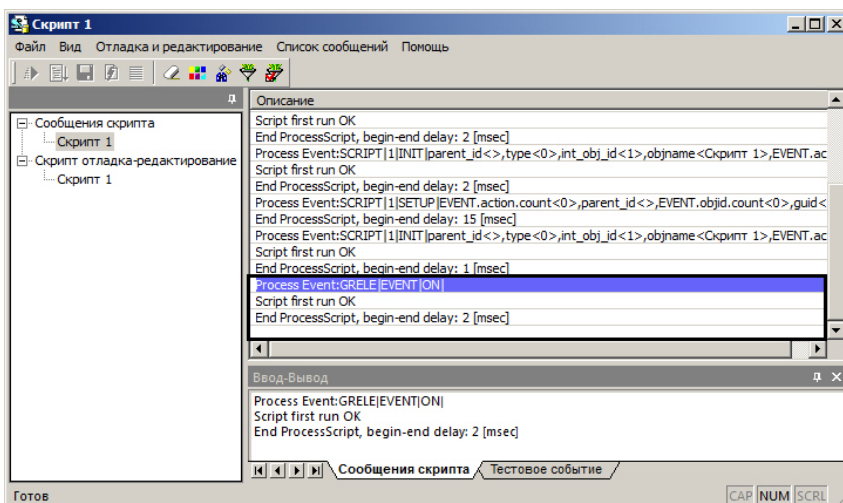 Скрипт 1
Файл Вид Отладка и редактирование Список сообщений Помощь
Сообщения скрипта
Скрипт 1
Скрипт отладка-редактирование
Скрипт 1
Описание
Script first run OK
End ProcessScript, begin-end delay: 2 [msec]
Process Event:SCRIPT|1|INIT|parent_id<>,type<0>,int_obj_id<1>,objname<Скрипт 1>,EVENT.ac
Script first run OK
End ProcessScript, begin-end delay: 2 [msec]
Process Event:SCRIPT|1|SETUP|EVENT.action.count<0>,parent_id<>,EVENT.objid.count<0>,guid<
End ProcessScript, begin-end delay: 15 [msec]
Process Event:SCRIPT|1|INIT|parent_id<>,type<0>,int_obj_id<1>,objname<Скрипт 1>,EVENT.ac
Script first run OK
End ProcessScript, begin-end delay: 1 [msec]
Process Event:GRELE|EVENT|ON|
Script first run OK
End ProcessScript, begin-end delay: 2 [msec]
Ввод-Вывод
Process Event:GRELE|EVENT|ON|
Script first run OK
End ProcessScript, begin-end delay: 2 [msec]
Сообщения скрипта Тестовое событие
Готов CAP NUM SCRL